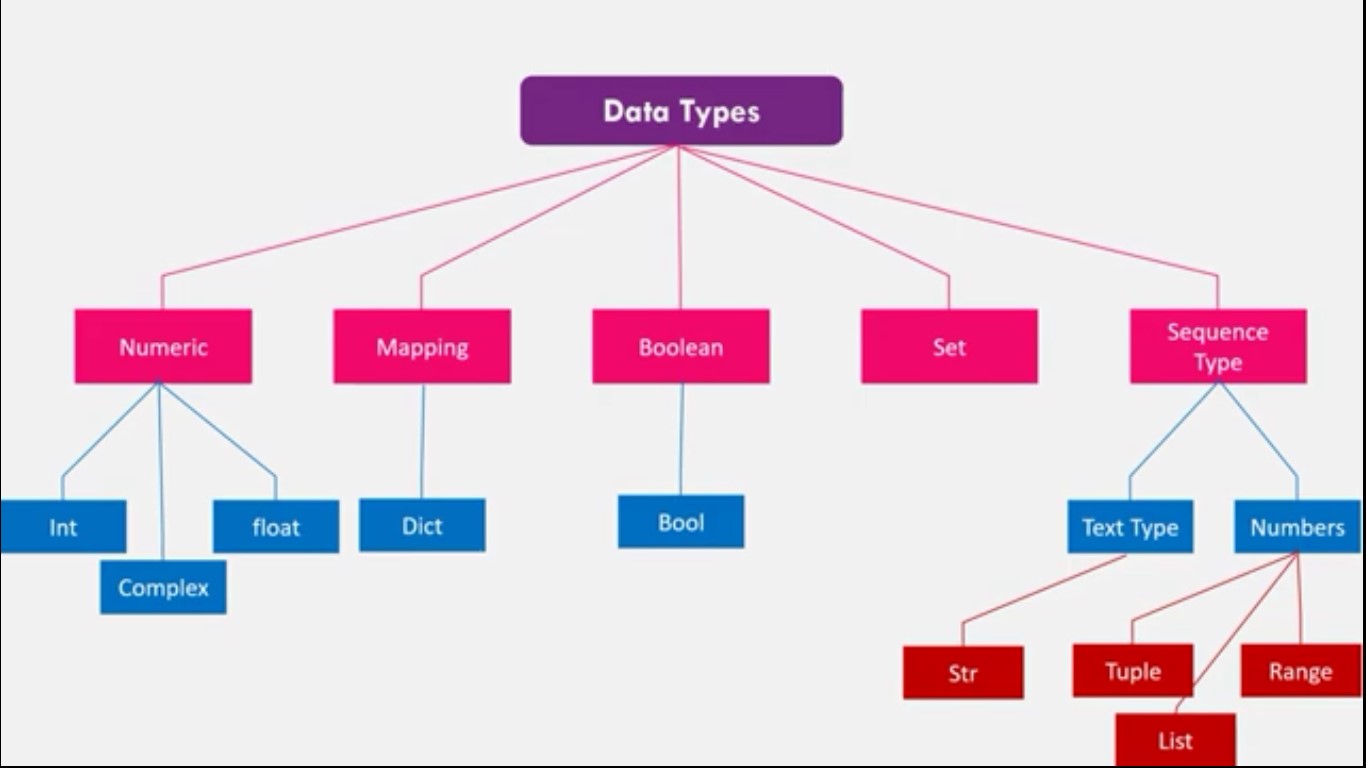 Data Types
Numeric
Mapping
Boolean
Set
Sequence
Type
Int
float
Dict
Bool
Text Type
Numbers
Complex
Str
Tuple
Range
List